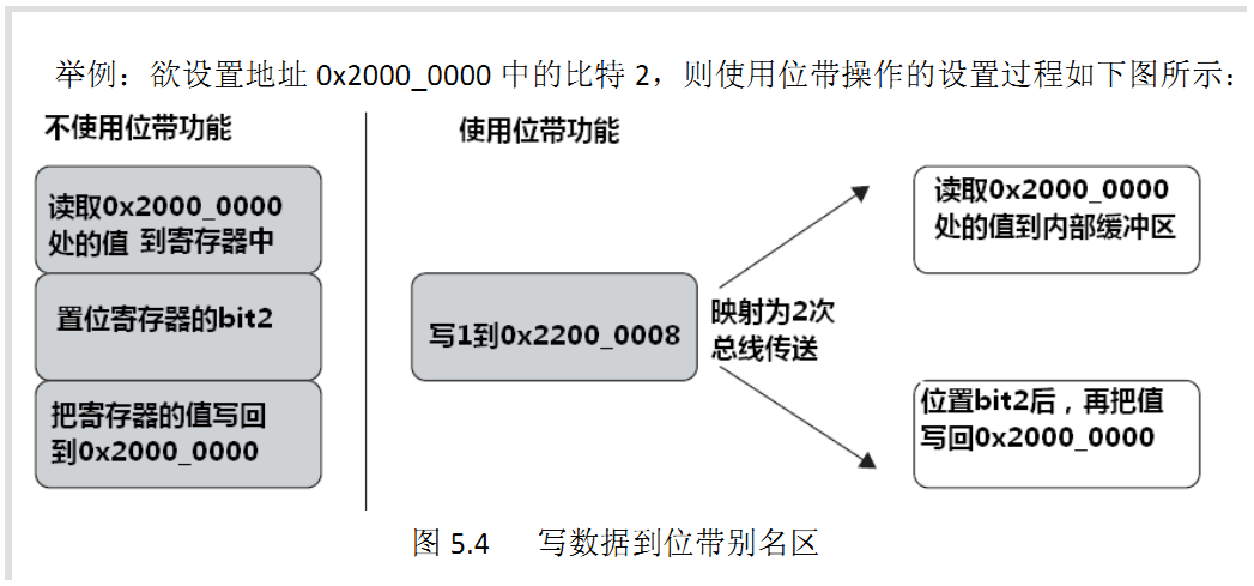 举例：欲设置地址 0x2000_0000 中的比特 2，则使用位带操作的设置过程如下图所示：
不使用位带功能
读取0x2000_0000
处的值 到寄存器中
置位寄存器的bit2
把寄存器的值写回
到0x2000_0000
使用位带功能
写1到0x2200_0008
映射为2次
总线传送
读取0x2000_0000
处的值到内部缓冲区
位置bit2后，再把值
写回0x2000_0000
图 5.4 写数据到位带别名区